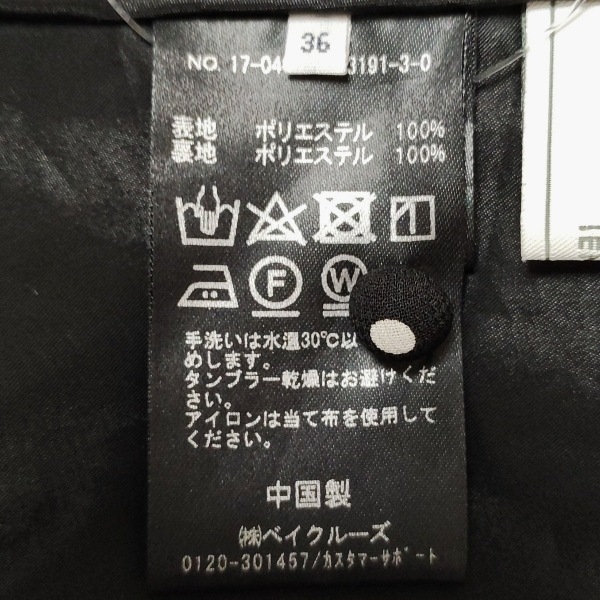 36
NO. 17-04 3191-3-0
表地 ポリエステル 100%
裏地 ポリエステル 100%
F W
手洗いは水温30℃以
めします。
タンブラー乾燥はお避けくだ
さい。
アイロンは当て布を使用して
ください。
中国製
㈱ベイクルーズ
0120-301457/カスタマーサポート